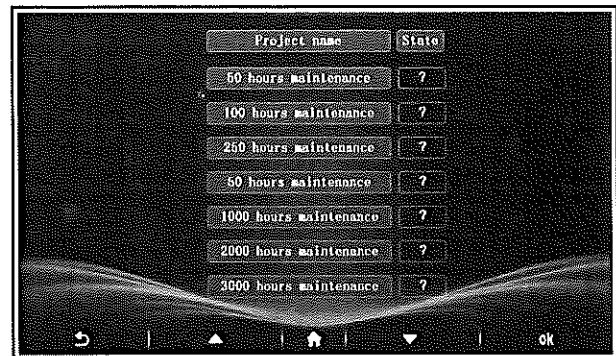 Project name State
50 hours maintenance ?
100 hours maintenance ?
250 hours maintenance ?
50 hours maintenance ?
1000 hours maintenance ?
2000 hours maintenance ?
3000 hours maintenance ?
ok